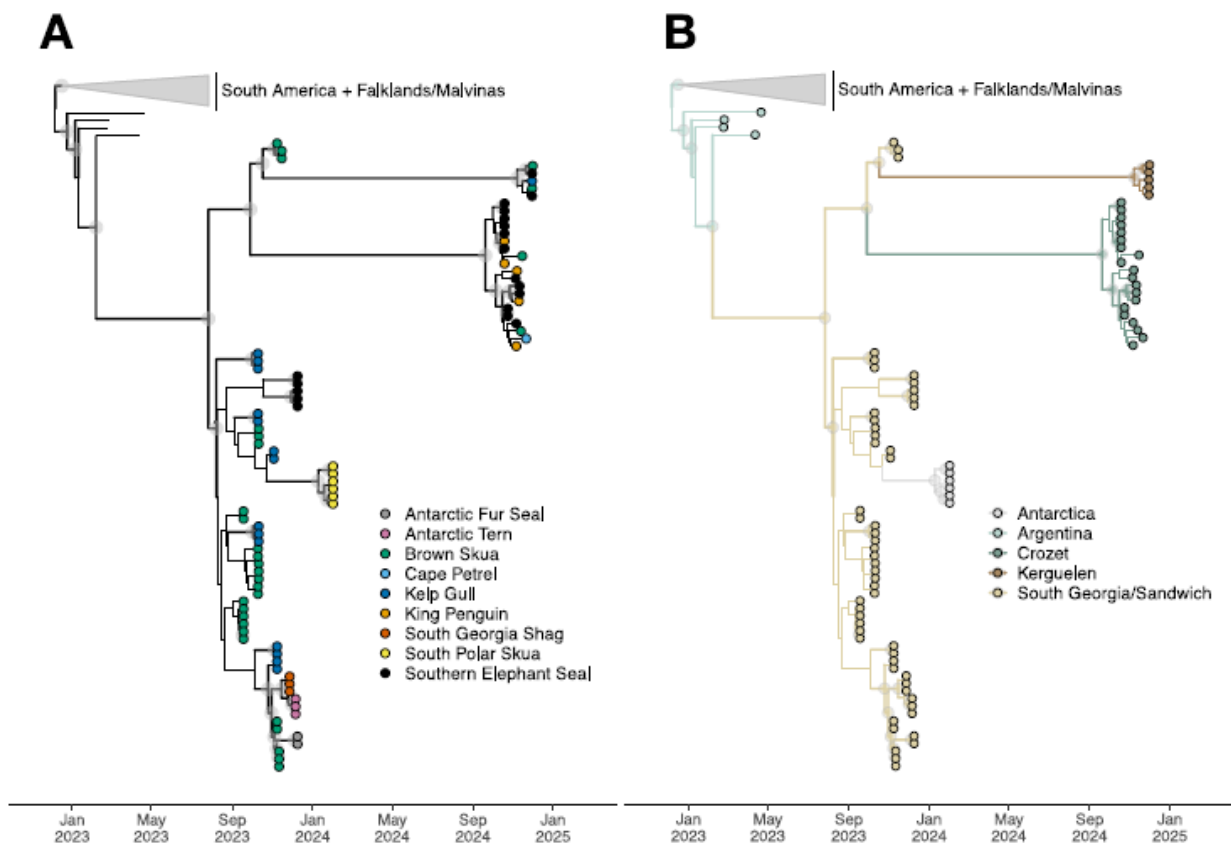 A
South America + Falklands/Malvinas
Antarctic Fur Seal
Antarctic Tern
Brown Skua
Cape Petrel
Kelp Gull
King Penguin
South Georgia Shag
South Polar Skua
Southern Elephant Seal
Jan 2023
May 2023
Sep 2023
Jan 2024
May 2024
Sep 2024
Jan 2025
B
South America + Falklands/Malvinas
Antarctica
Argentina
Crozet
Kerguelen
South Georgia/Sandwich
Jan 2023
May 2023
Sep 2023
Jan 2024
May 2024
Sep 2024
Jan 2025